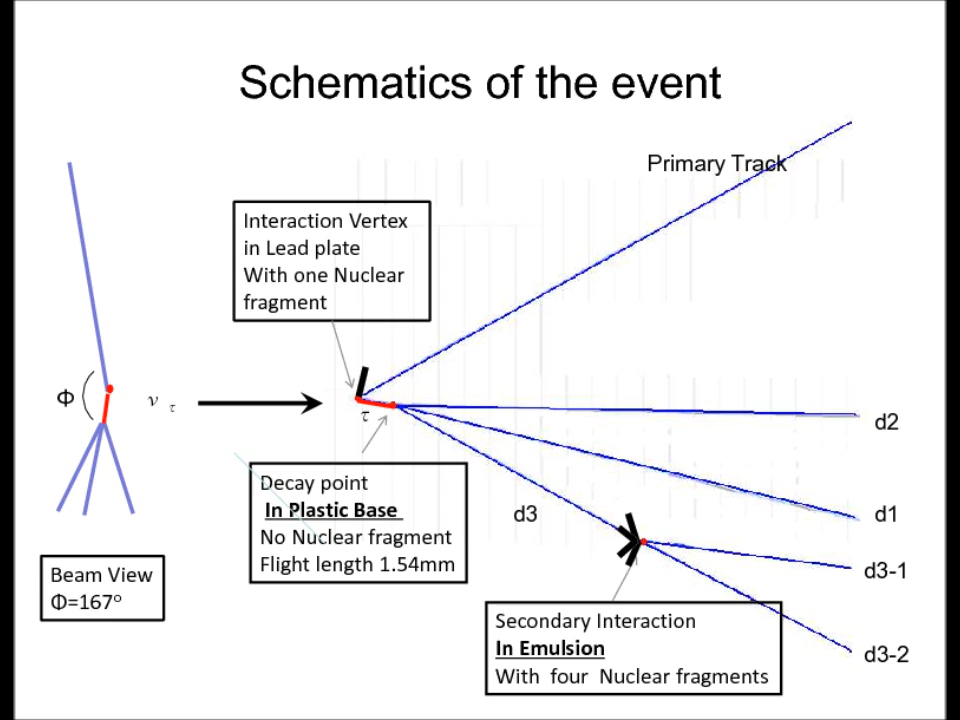 Schematics of the event
Primary Track
Interaction Vertex
in Lead plate
With one Nuclear
fragment
Φ
ν τ
τ
d2
Decay point
In Plastic Base
No Nuclear fragment
Flight length 1.54mm
d3
d1
Beam View
Φ=167°
d3-1
Secondary Interaction
In Emulsion
With four Nuclear fragments
d3-2